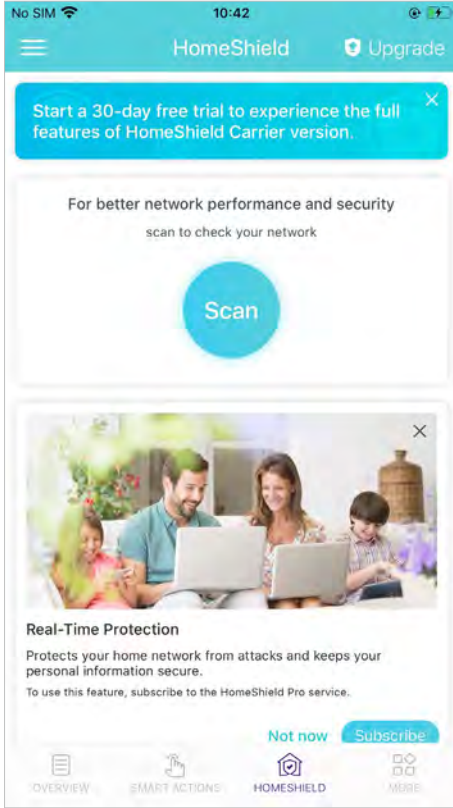 No SIM 10:42
HomeShield Upgrade
Start a 30-day free trial to experience the full
features of HomeShield Carrier version.
For better network performance and security
scan to check your network
Scan
Real-Time Protection
Protects your home network from attacks and keeps your
personal information secure.
To use this feature, subscribe to the HomeShield Pro service.
Not now Subscribe
OVERVIEW SMART ACTIONS HOMESHIELD MORE